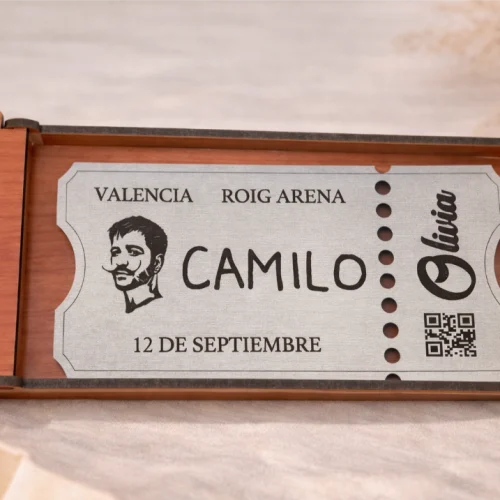 VALENCIA ROIG ARENA
CAMILO
12 DE SEPTIEMBRE
Olivia